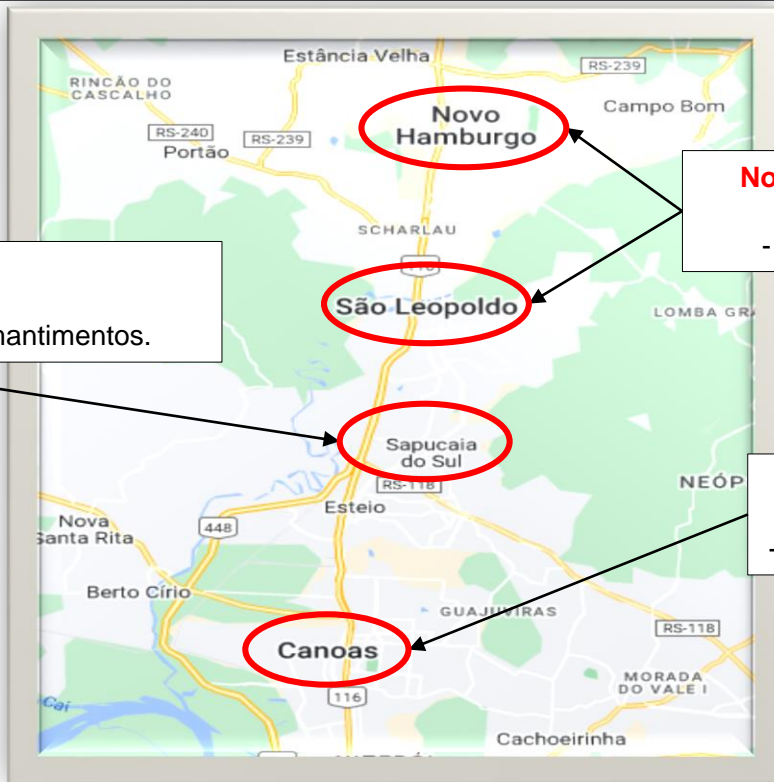 Estância Velha
RS-239
RINCÃO DO
CASCALHO
Novo
Hamburgo
Campo Bom
RS-240
RS-239
Portão
No
-
SCHARLAU
116
São Leopoldo
LOMBA GR
mantimentos.
Sapucaia
do Sul
RS-118
NEÓP
Esteio
Nova
Santa Rita
448
-
Berto Círio
GUAJUVIRAS
RS-118
Canoas
116
MORADA
DO VALE I
Caí
Cachoeirinha